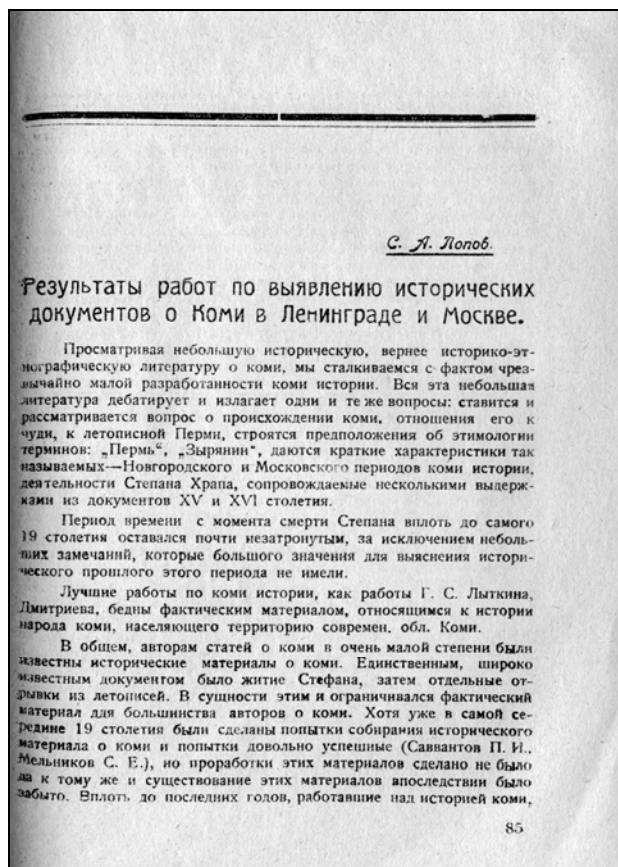 С. А. Попов.
Результаты работ по выявлению исторических
документов о Коми в Ленинграде и Москве.
Просматривая небольшую историческую, вернее историко-эт-
нографическую литературу о коми, мы сталкиваемся с фактом чрез-
вычайно малой разработанности коми истории. Вся эта небольшая
литература дебатирует и излагает одни и те же вопросы: ставится и
рассматривается вопрос о происхождении коми, отношения его к
чуди, к летописной Перми, строятся предположения об этимологии
терминов: „Пермь“, „Зырянин“, даются краткие характеристики так
называемых—Новгородского и Московского периодов коми истории,
деятельности Степана Храпа, сопровождаемые несколькими выдерж-
ками из документов XV и XVI столетия.
Период времени с момента смерти Степана вплоть до самого
19 столетия оставался почти незатронутым, за исключением неболь-
ших замечаний, которые большого значения для выяснения истори-
ческого прошлого этого периода не имели.
Лучшие работы по коми истории, как работы Г. С. Лыткина,
Дмитриева, бедны фактическим материалом, относящимся к истории
народа коми, населяющего территорию современ. обл. Коми.
В общем, авторам статей о коми в очень малой степени были
известны исторические материалы о коми. Единственным, широко
известным документом было житие Стефана, затем отдельные от-
рывки из летописей. В сущности этим и ограничивался фактический
материал для большинства авторов о коми. Хотя уже в самой се-
редине 19 столетия были сделаны попытки собирания исторического
материала о коми и попытки довольно успешные (Саввантов П. И.,
Мельников С. Е.), но проработки этих материалов сделано не было
да к тому же и существование этих материалов впоследствии было
забыто. Вплоть до последних годов, работавшие над историей коми,
85